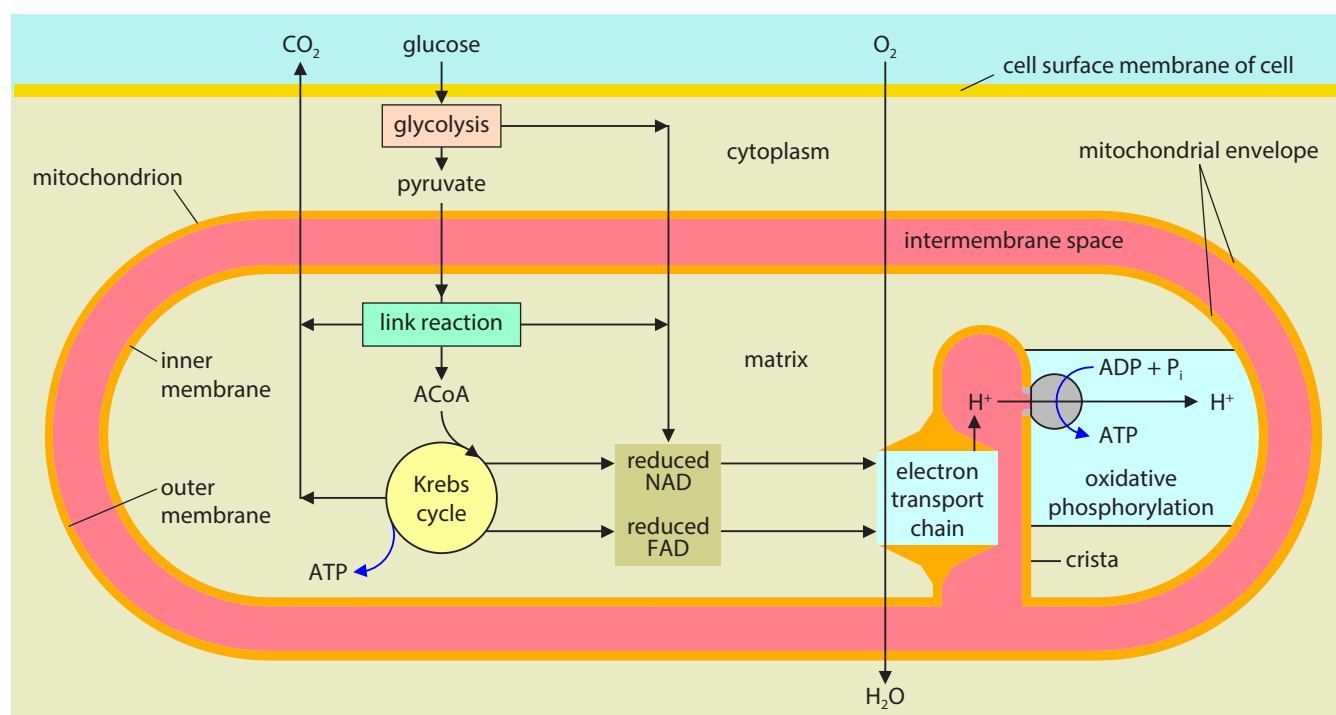 CO₂
glucose
O₂
cell surface membrane of cell
glycolysis
cytoplasm
mitochondrial envelope
mitochondrion
pyruvate
intermembrane space
link reaction
inner
membrane
matrix
ADP + Pᵢ
ACoA
H⁺
H⁺
ATP
reduced
NAD
electron
transport
chain
Krebs
cycle
oxidative
phosphorylation
outer
membrane
reduced
FAD
crista
ATP
H₂O